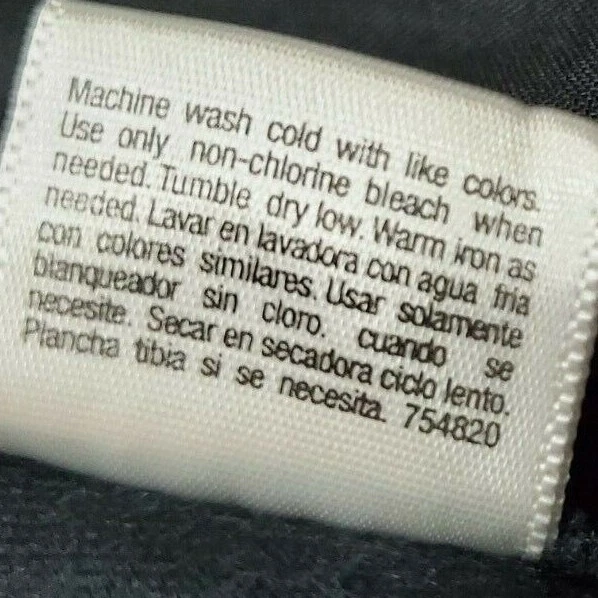 Machine wash cold with like colors.
Use only non-chlorine bleach when
needed. Tumble dry low. Warm iron as
needed. Lavar en lavadora con agua fria
con colores similares. Usar solamente
blanqueador sin cloro. cuando se
necesite. Secar en secadora ciclo lento.
Plancha tibia si se necesita. 754820